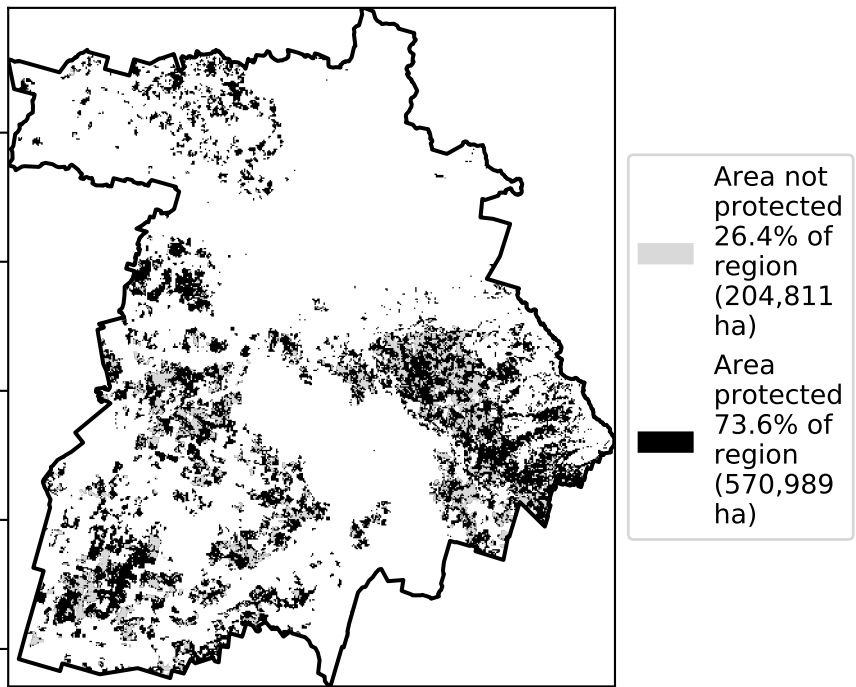 Area not
protected
26.4% of
region
(204,811
ha)
Area
protected
73.6% of
region
(570,989
ha)